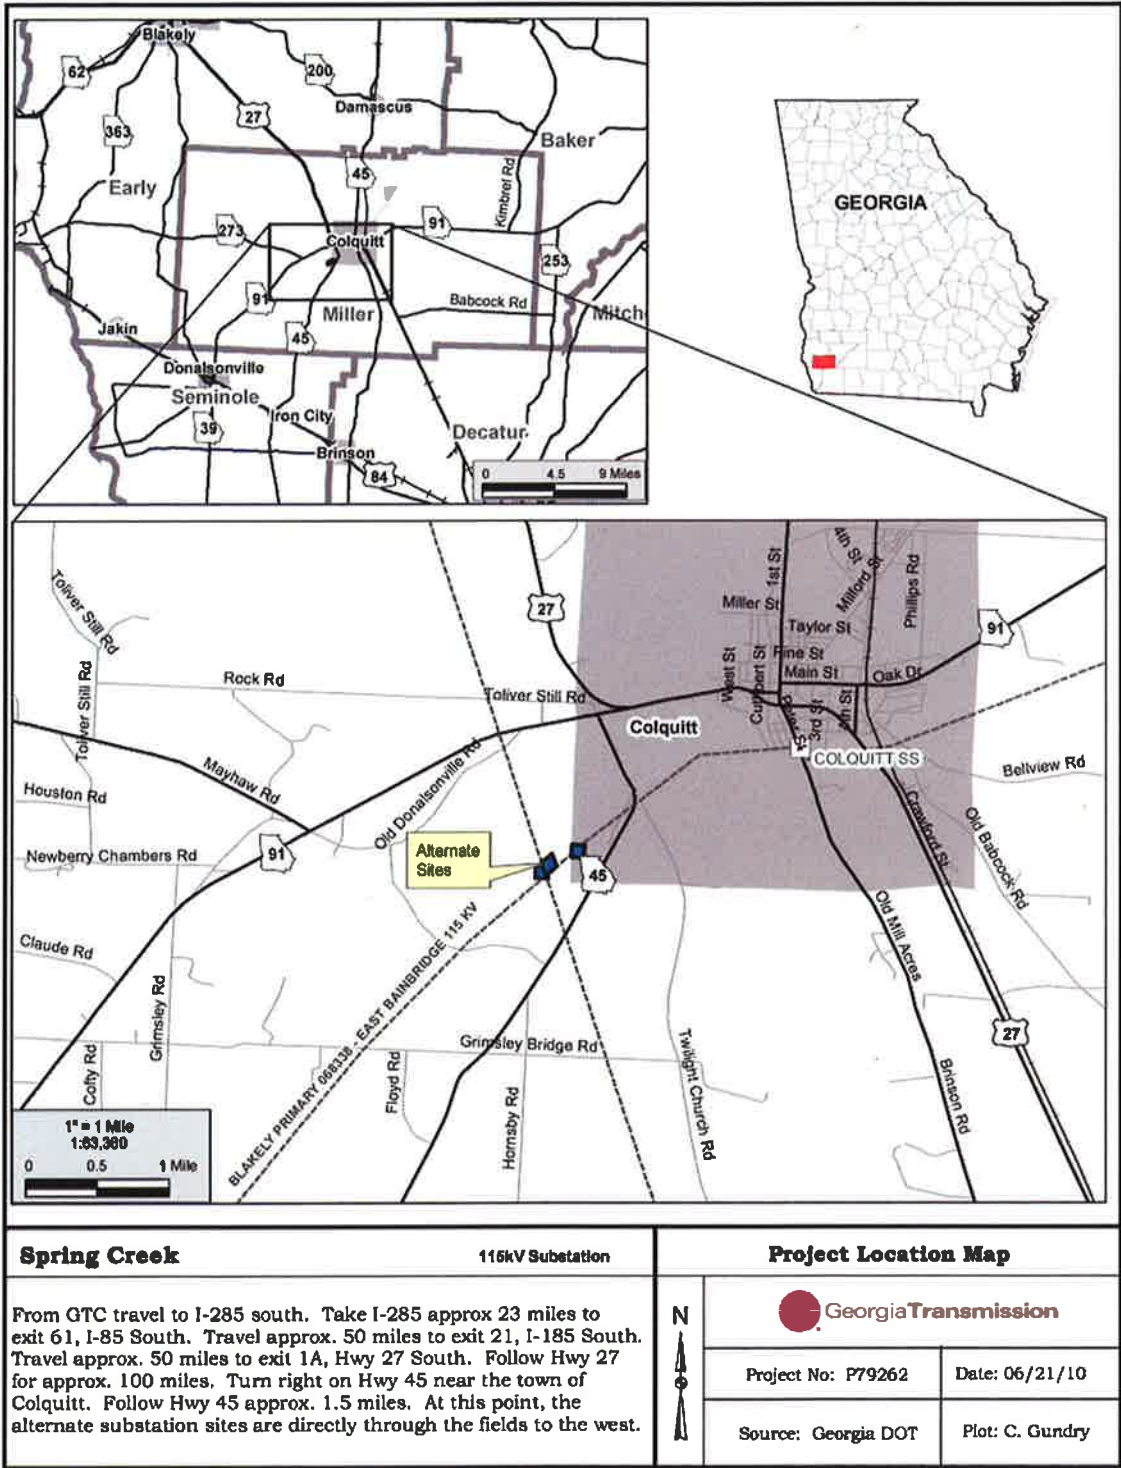 Blakely
62
200
27
Damascus
363
Baker
Early
45
Kimbrel Rd
273
91
Colquitt
253
91
Babcock Rd
Miller
Mitch
Jakin
45
Donalsonville
Seminole
Iron City
39
Decatur
Brinson
84
0 4.5 9 Miles
GEORGIA
Toliver Still Rd
27
1st St
4th St
Milford St
Phillips Rd
Miller St
Taylor St
91
Pine St
West St
Cuthbert St
Main St
Oak Dr
Rock Rd
Toliver Still Rd
Toliver Still Rd
3rd St
4th St
Colquitt
COLQUITT SS
Mayhaw Rd
Old Donalsonville Rd
Bellview Rd
Houston Rd
Crawford St
Old Babcock Rd
Alternate
Sites
Newberry Chambers Rd
91
45
Old Mill Acres
Claude Rd
BLAKELY PRIMARY 068338 - EAST BAINBRIDGE 115 KV
Grimsley Rd
27
Grimsley Bridge Rd
Twilight Church Rd
Colty Rd
Floyd Rd
Hornsby Rd
Brinson Rd
1" = 1 Mile
1:63,360
0 0.5 1 Mile
Spring Creek 115kV Substation
From GTC travel to I-285 south. Take I-285 approx 23 miles to
exit 61, I-85 South. Travel approx. 50 miles to exit 21, I-185 South.
Travel approx. 50 miles to exit 1A, Hwy 27 South. Follow Hwy 27
for approx. 100 miles. Turn right on Hwy 45 near the town of
Colquitt. Follow Hwy 45 approx. 1.5 miles. At this point, the
alternate substation sites are directly through the fields to the west.
Project Location Map
N
GeorgiaTransmission
Project No: P79262
Date: 06/21/10
Source: Georgia DOT
Plot: C. Gundry